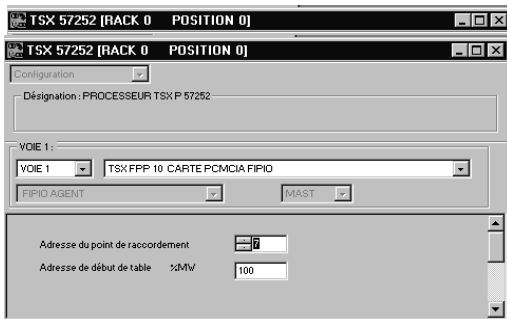 TSX 57252 [RACK 0 POSITION 0]
TSX 57252 [RACK 0 POSITION 0]
Configuration
Désignation : PROCESSEUR TSX P 57252
VOIE 1 :
VOIE 1 TSX FPP 10 CARTE PCMCIA FIPIO
FIPIO AGENT MAST
Adresse du point de raccordement 7
Adresse de début de table %MW 100